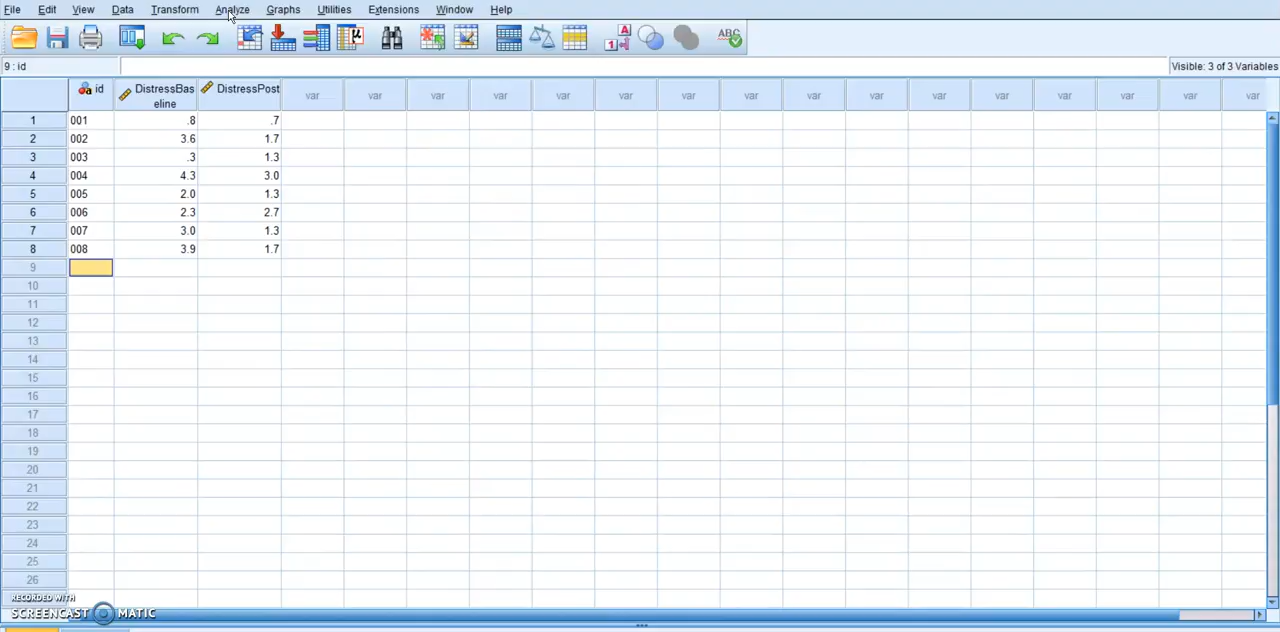 File Edit View Data Transform Analyze Graphs Utilities Extensions Window Help
9 : id
Visible: 3 of 3 Variables
id DistressBas
eline DistressPost var var var var var var var var var var var var var var var var
1 001 .8 .7
2 002 3.6 1.7
3 003 .3 1.3
4 004 4.3 3.0
5 005 2.0 1.3
6 006 2.3 2.7
7 007 3.0 1.3
8 008 3.9 1.7
9
10
11
12
13
14
15
16
17
18
19
20
21
22
23
24
25
26
RECORDED WITH
SCREENCAST MATIC